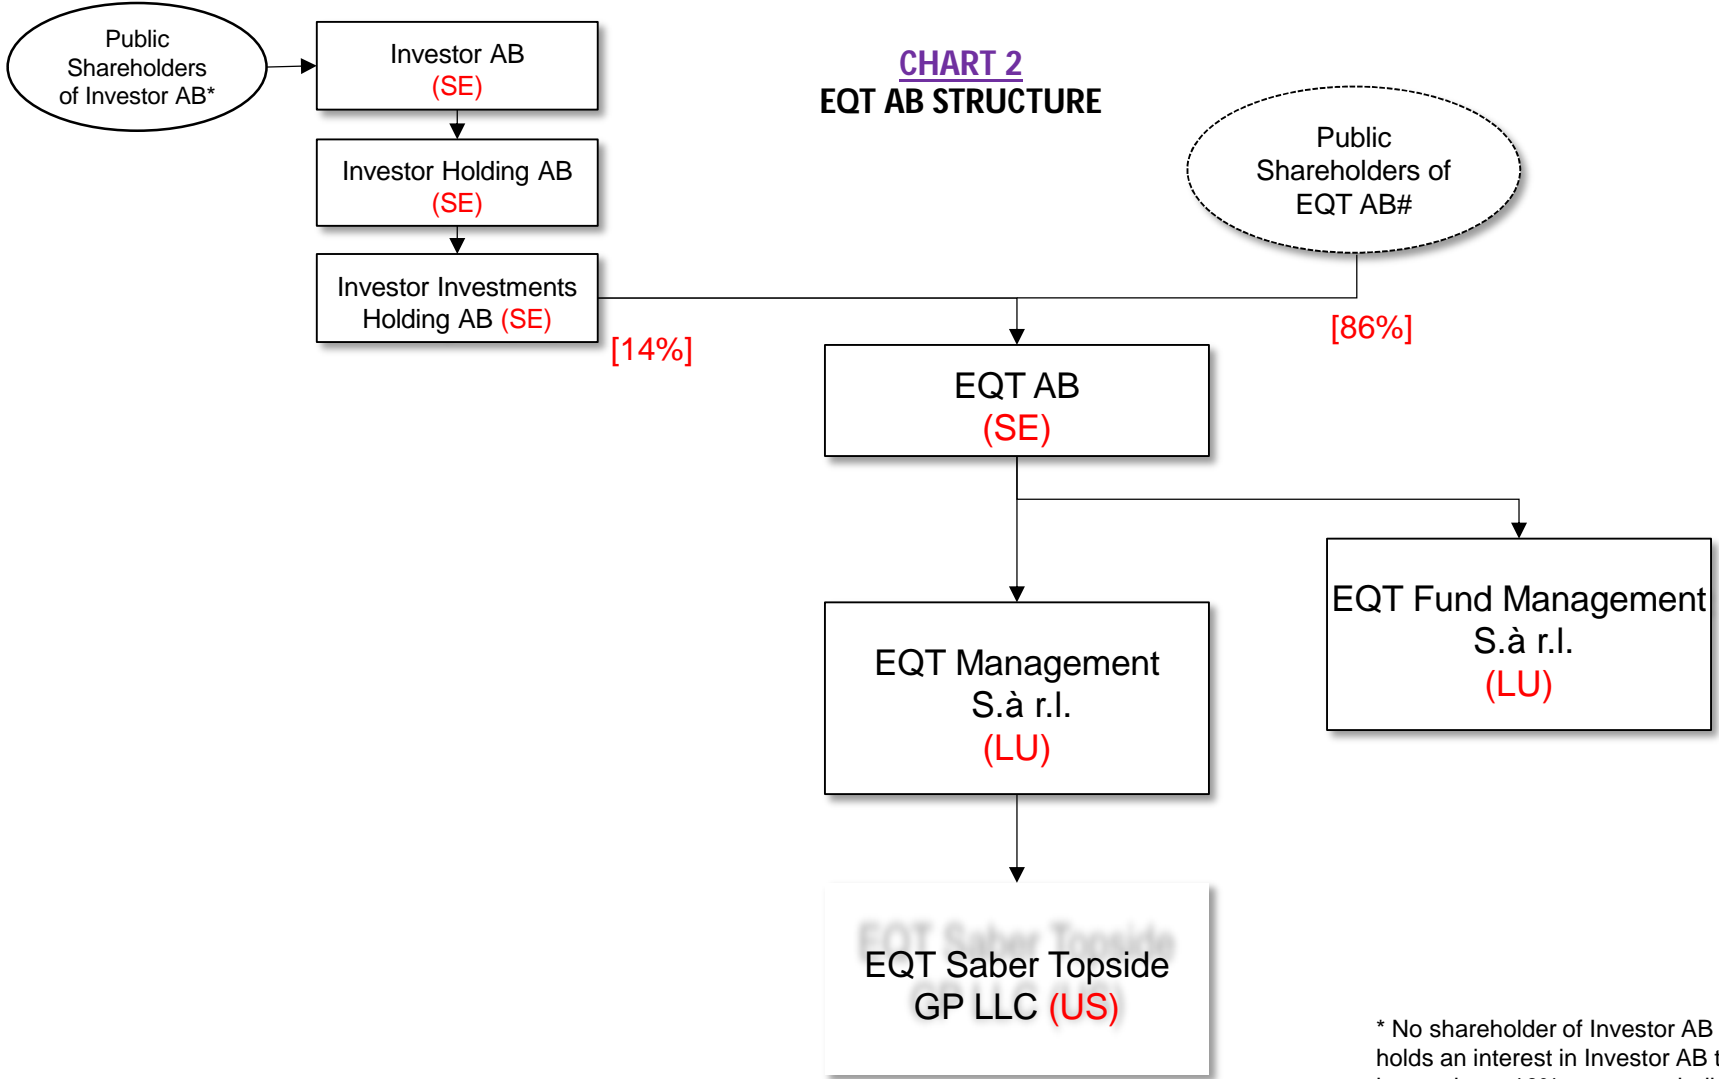 Public
Shareholders
of Investor AB*
Investor AB
(SE)
CHART 2
EQT AB STRUCTURE
Investor Holding AB
(SE)
Public
Shareholders of
EQT AB#
Investor Investments
Holding AB (SE)
[14%]
[86%]
EQT AB
(SE)
EQT Fund Management
S.à r.l.
(LU)
EQT Management
S.à r.l.
(LU)
EQT Saber Topside
GP LLC (US)
* No shareholder of Investor AB
holds an interest in Investor AB